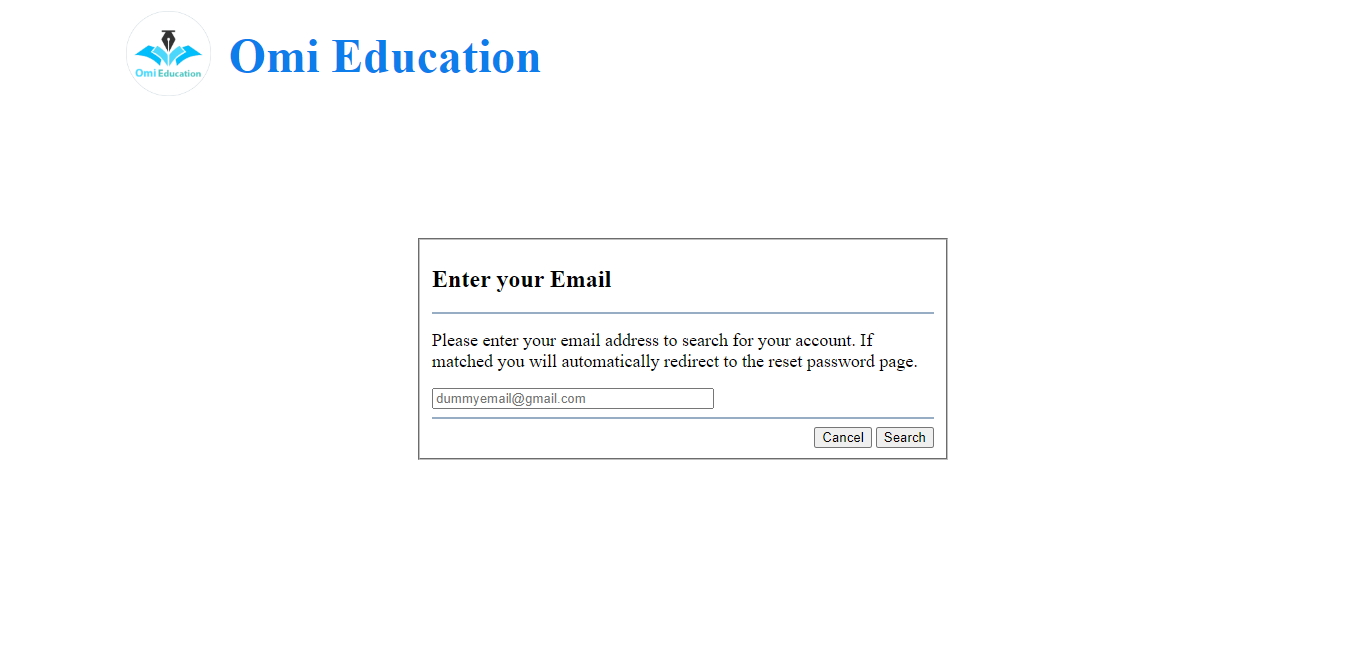 Omi Education
Omi Education
Enter your Email
Please enter your email address to search for your account. If
matched you will automatically redirect to the reset password page.
dummyemail@gmail.com
Cancel Search